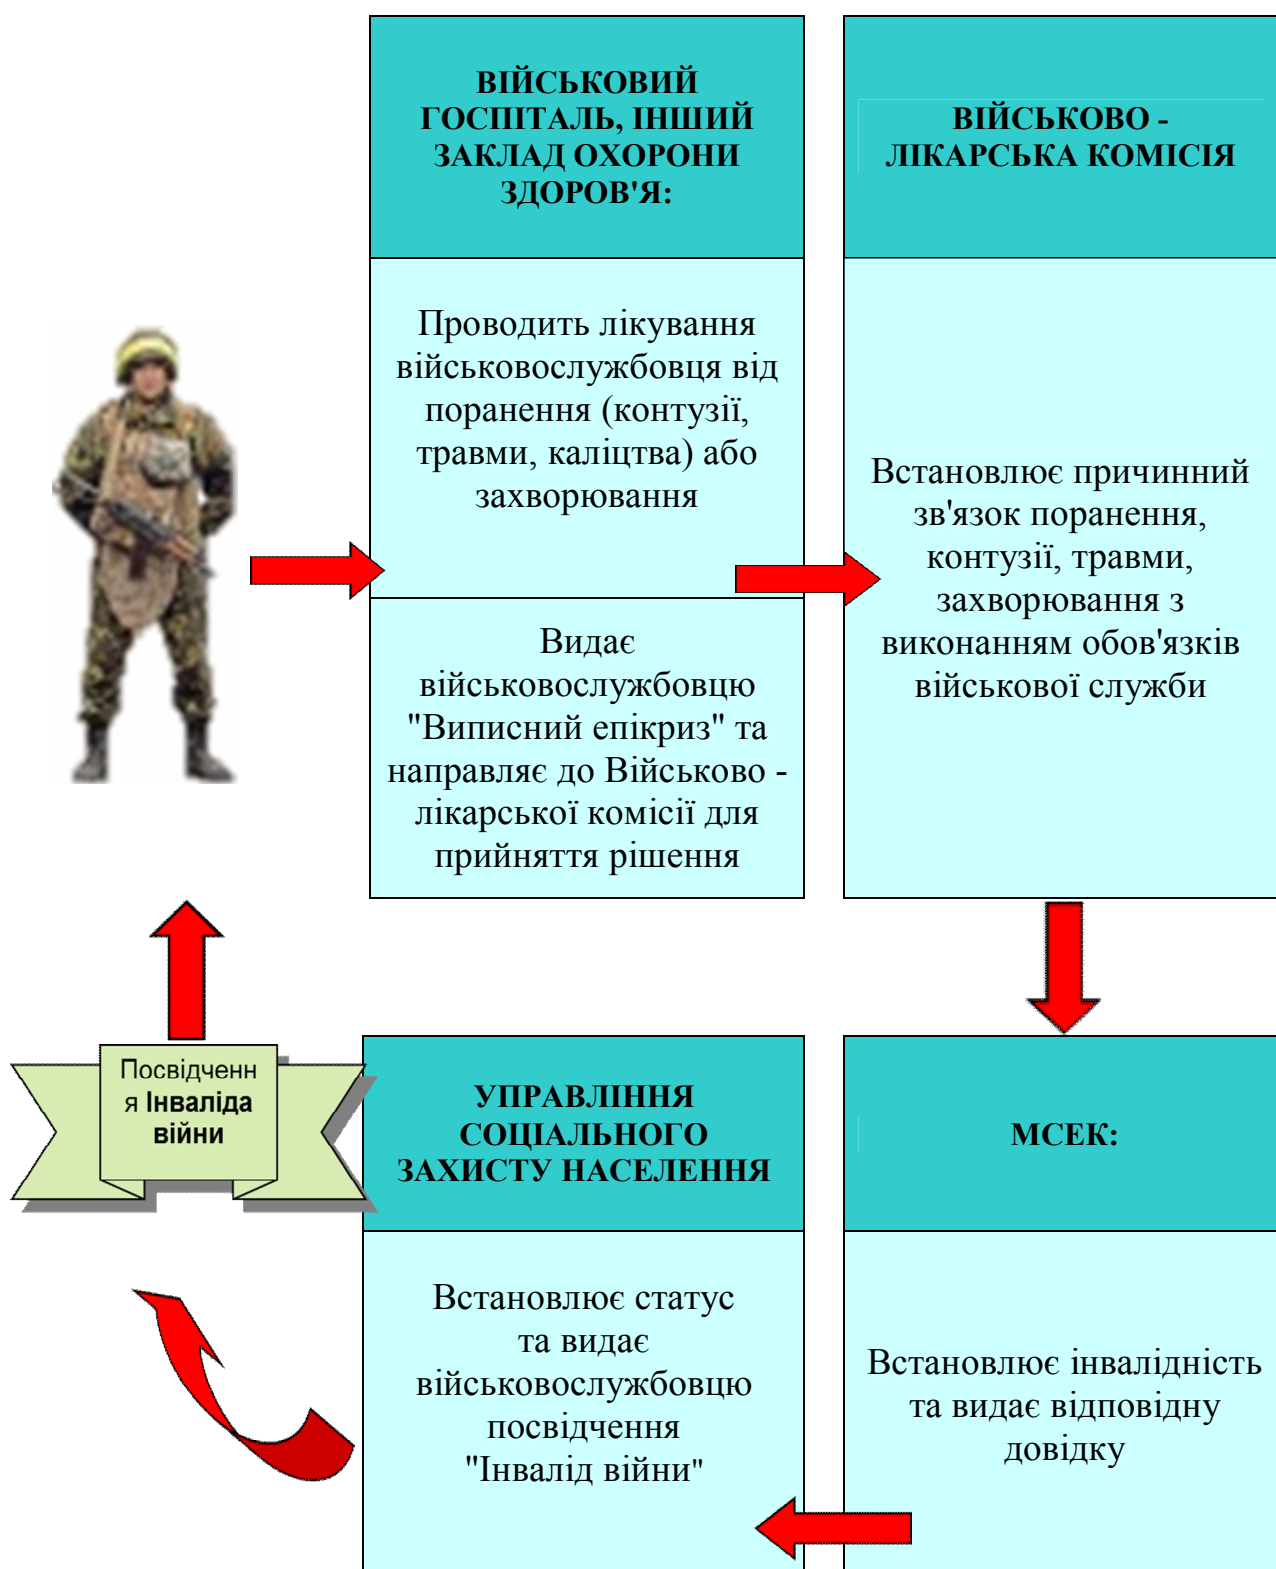 ВІЙСЬКОВИЙ
ГОСПІТАЛЬ, ІНШИЙ
ЗАКЛАД ОХОРОНИ
ЗДОРОВ'Я:
ВІЙСЬКОВО -
ЛІКАРСЬКА КОМІСІЯ
Проводить лікування
військовослужбовця від
поранення (контузії,
травми, каліцтва) або
захворювання
Видає
військовослужбовцю
"Виписний епікриз" та
направляє до Військово -
лікарської комісії для
прийняття рішення
Встановлює причинний
зв'язок поранення,
контузії, травми,
захворювання з
виконанням обов'язків
військової служби
Посвідченн
я Інваліда
війни
УПРАВЛІННЯ
СОЦІАЛЬНОГО
ЗАХИСТУ НАСЕЛЕННЯ
МСЕК:
Встановлює статус
та видає
військовослужбовцю
посвідчення
"Інвалід війни"
Встановлює інвалідність
та видає відповідну
довідку